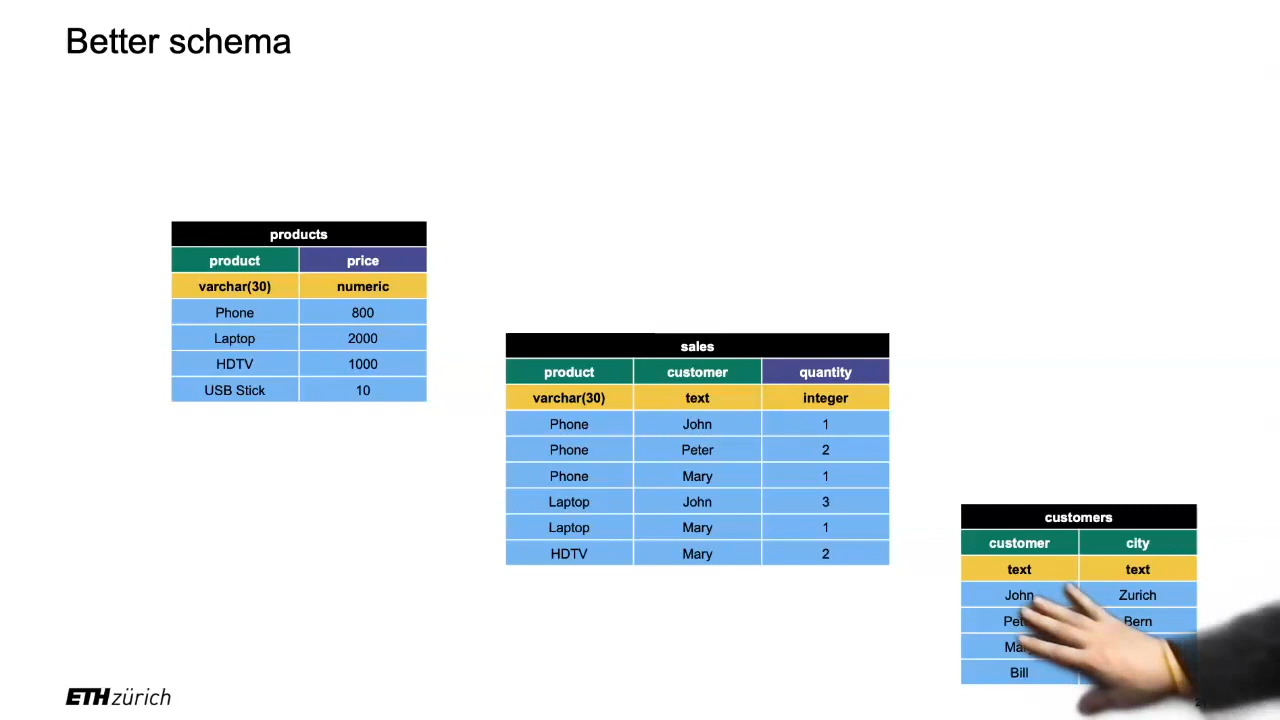 Better schema
products
product price
varchar(30) numeric
Phone 800
Laptop 2000
HDTV 1000
USB Stick 10
sales
product customer quantity
varchar(30) text integer
Phone John 1
Phone Peter 2
Phone Mary 1
Laptop John 3
Laptop Mary 1
HDTV Mary 2
customers
customer city
text text
John Zurich
Bern
Bill
ETH zürich